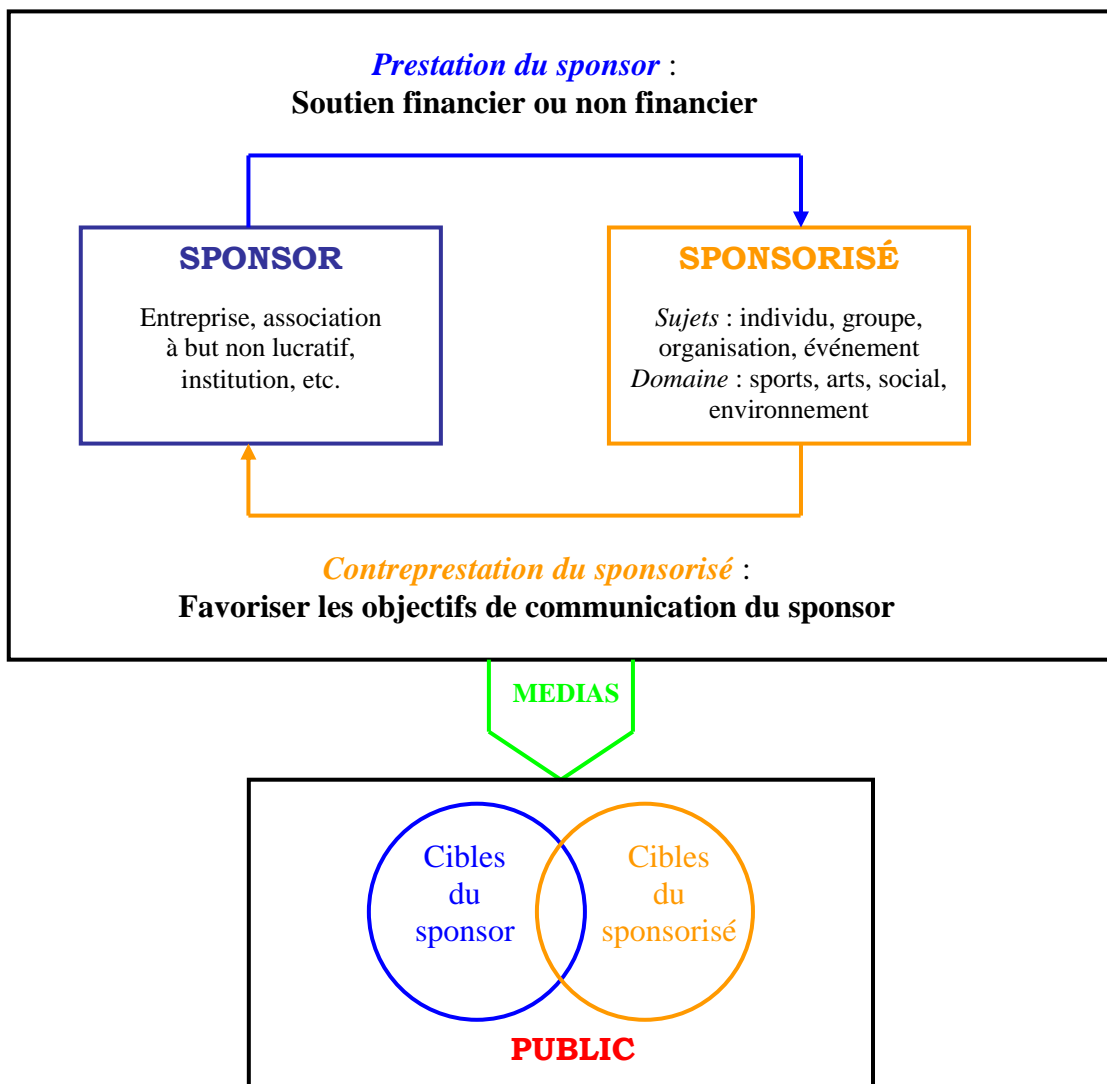 Prestation du sponsor :
Soutien financier ou non financier
SPONSOR
Entreprise, association
à but non lucratif,
institution, etc.
SPONSORISÉ
Sujets : individu, groupe,
organisation, événement
Domaine : sports, arts, social,
environnement
Contreprestation du sponsorisé :
Favoriser les objectifs de communication du sponsor
MEDIAS
Cibles
du
sponsor
Cibles
du
sponsorisé
PUBLIC